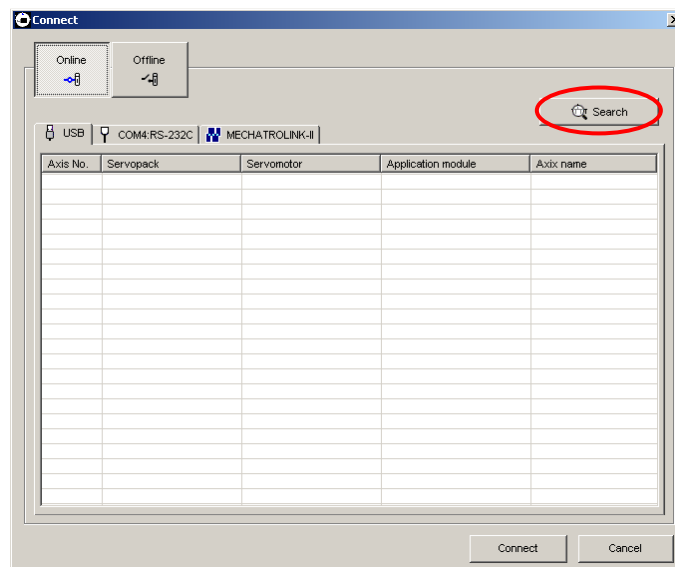 Connect
Online
Offline
Search
USB
COM4:RS-232C
MECHATROLINK-II
Axis No. Servopack Servomotor Application module Axix name
Connect Cancel